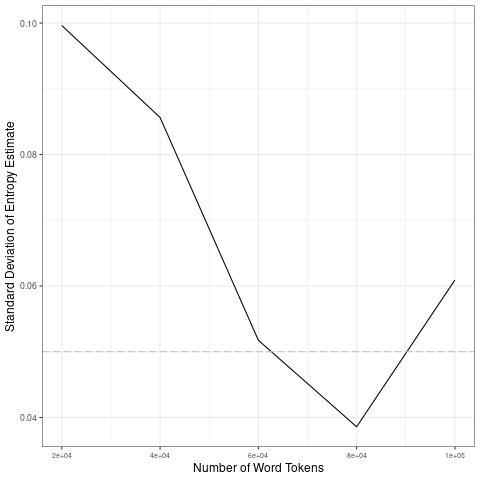 Standard Deviation of Entropy Estimate
0.10
0.08
0.06
0.04
2e+04 4e+04 6e+04 8e+04 1e+05
Number of Word Tokens